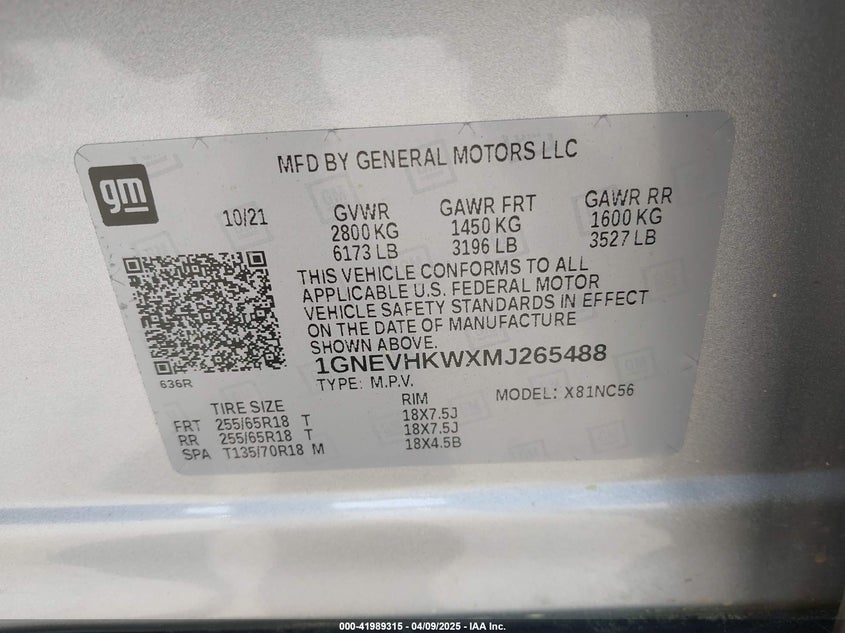 MFD BY GENERAL MOTORS LLC
gm
10/21
GVWR
2800 KG
6173 LB
GAWR FRT
1450 KG
3196 LB
GAWR RR
1600 KG
3527 LB
THIS VEHICLE CONFORMS TO ALL
APPLICABLE U.S. FEDERAL MOTOR
VEHICLE SAFETY STANDARDS IN EFFECT
ON THE DATE OF MANUFACTURE
SHOWN ABOVE.
1GNEVHKWXMJ265488
636R
TYPE: M.P.V.
MODEL: X81NC56
TIRE SIZE RIM
FRT 255/65R18 T 18X7.5J
RR 255/65R18 T 18X7.5J
SPA T135/70R18 M 18X4.5B
000-41989315 - 04/09/2025 - IAA Inc.